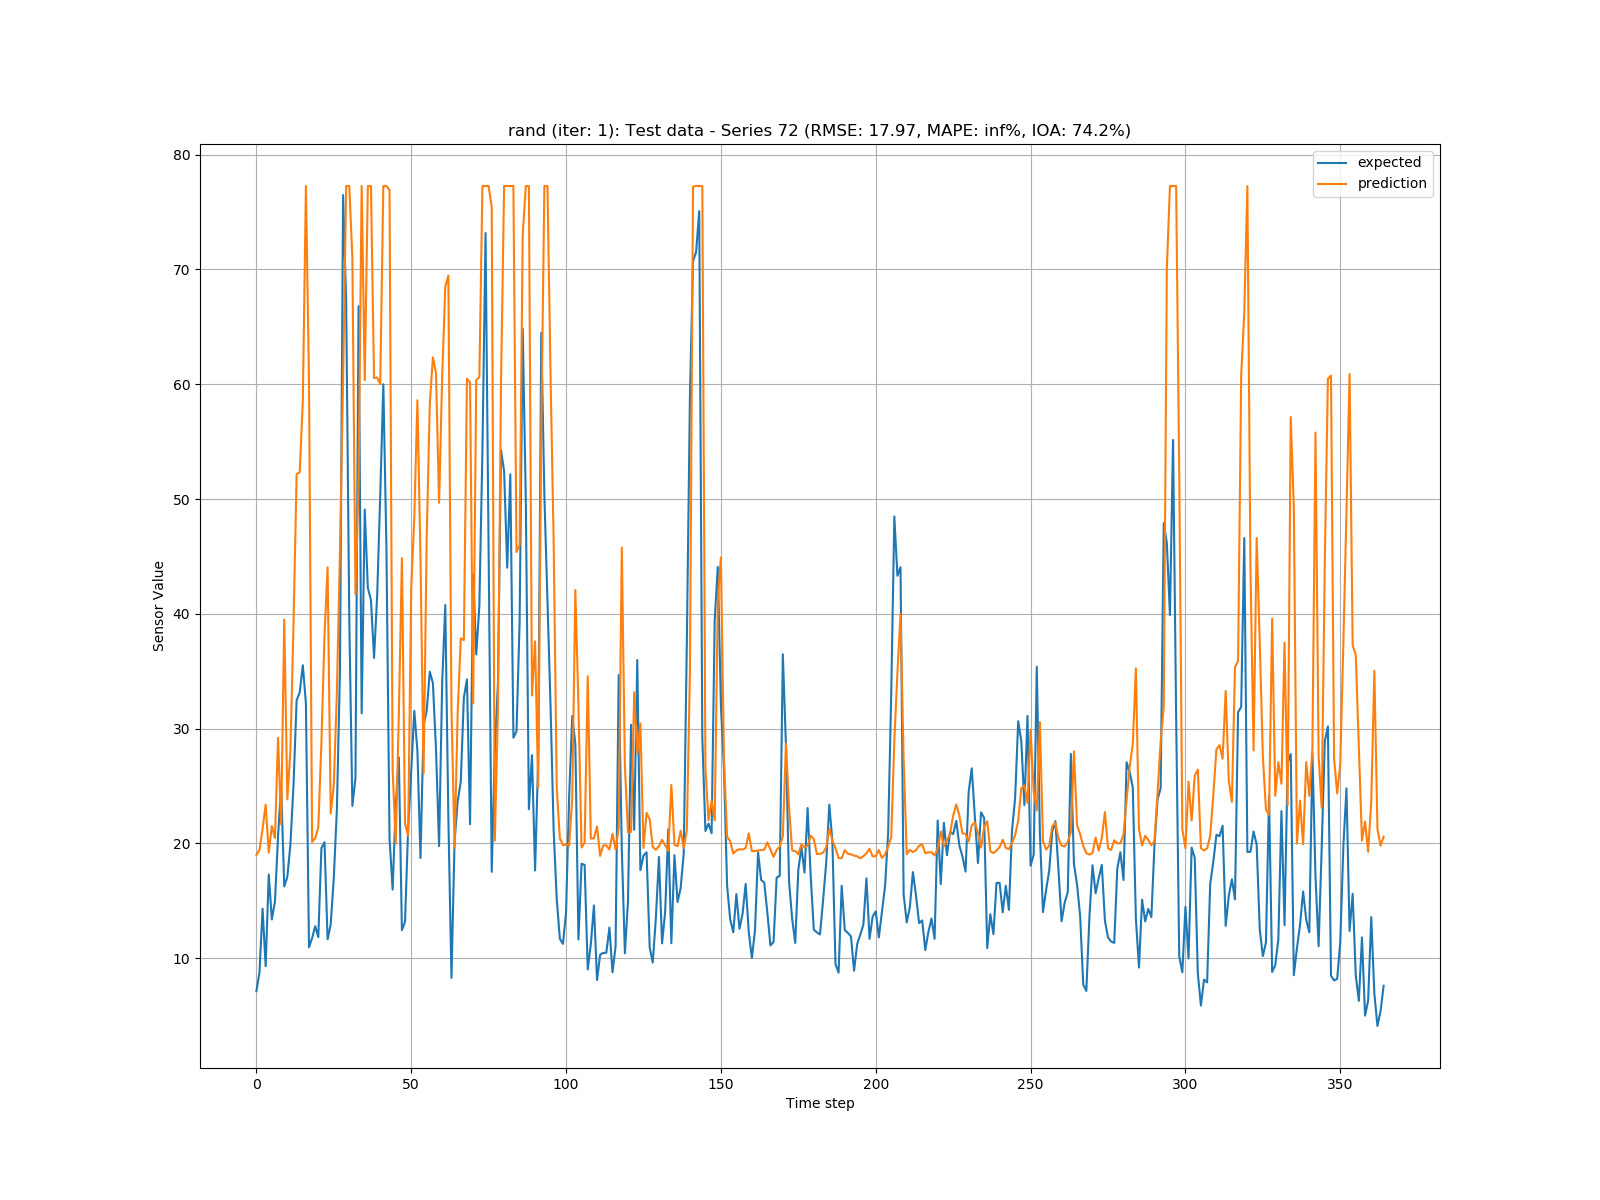 rand (iter: 1): Test data - Series 72 (RMSE: 17.97, MAPE: inf%, IOA: 74.2%)
expected
prediction
80
70
60
50
40
30
20
10
Sensor Value
0 50 100 150 200 250 300 350
Time step